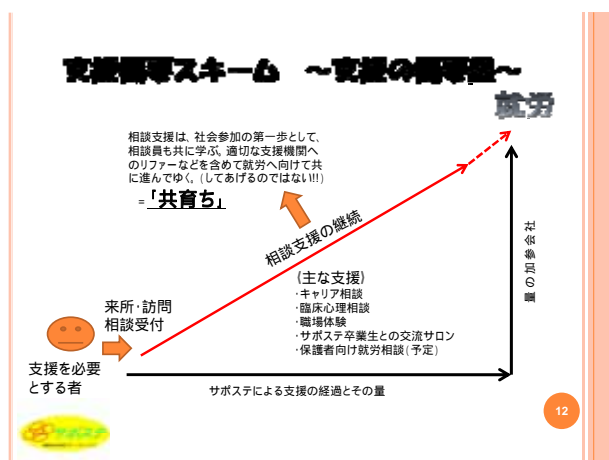 スキーム ～支援の
就労
相談支援は、社会参加の第一歩として、
相談員も共に学ぶ。適切な支援機関へ
のリファーなどを含めて就労へ向けて共
に進んでゆく。(してあげるのではない!!)
=「共育ち」
相談支援の継続
社会参加の量
(主な支援)
・キャリア相談
・臨床心理相談
・職場体験
・サポステ卒業生との交流サロン
・保護者向け就労相談(予定)
来所・訪問
相談受付
支援を必要
とする者
サポステによる支援の経過とその量
サポステ
12